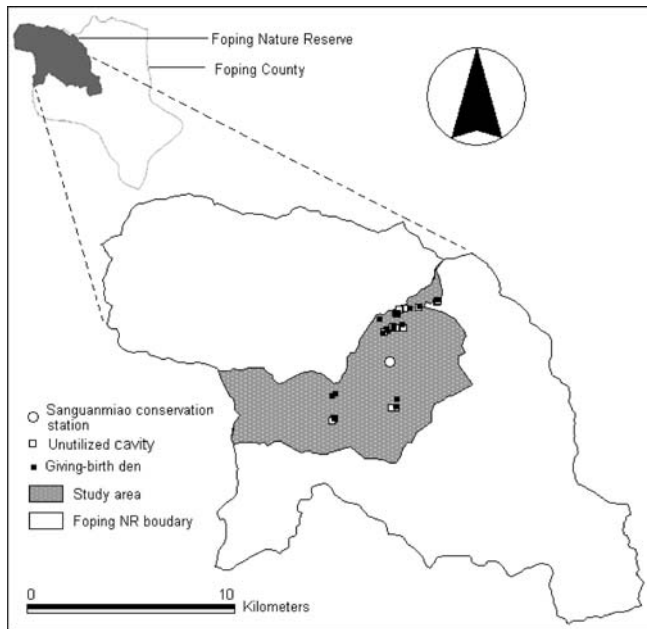 Foping Nature Reserve
Foping County
Sanguanmiao conservation
station
Unutilized cavity
Giving-birth den
Study area
Foping NR boudary
0 10
Kilometers